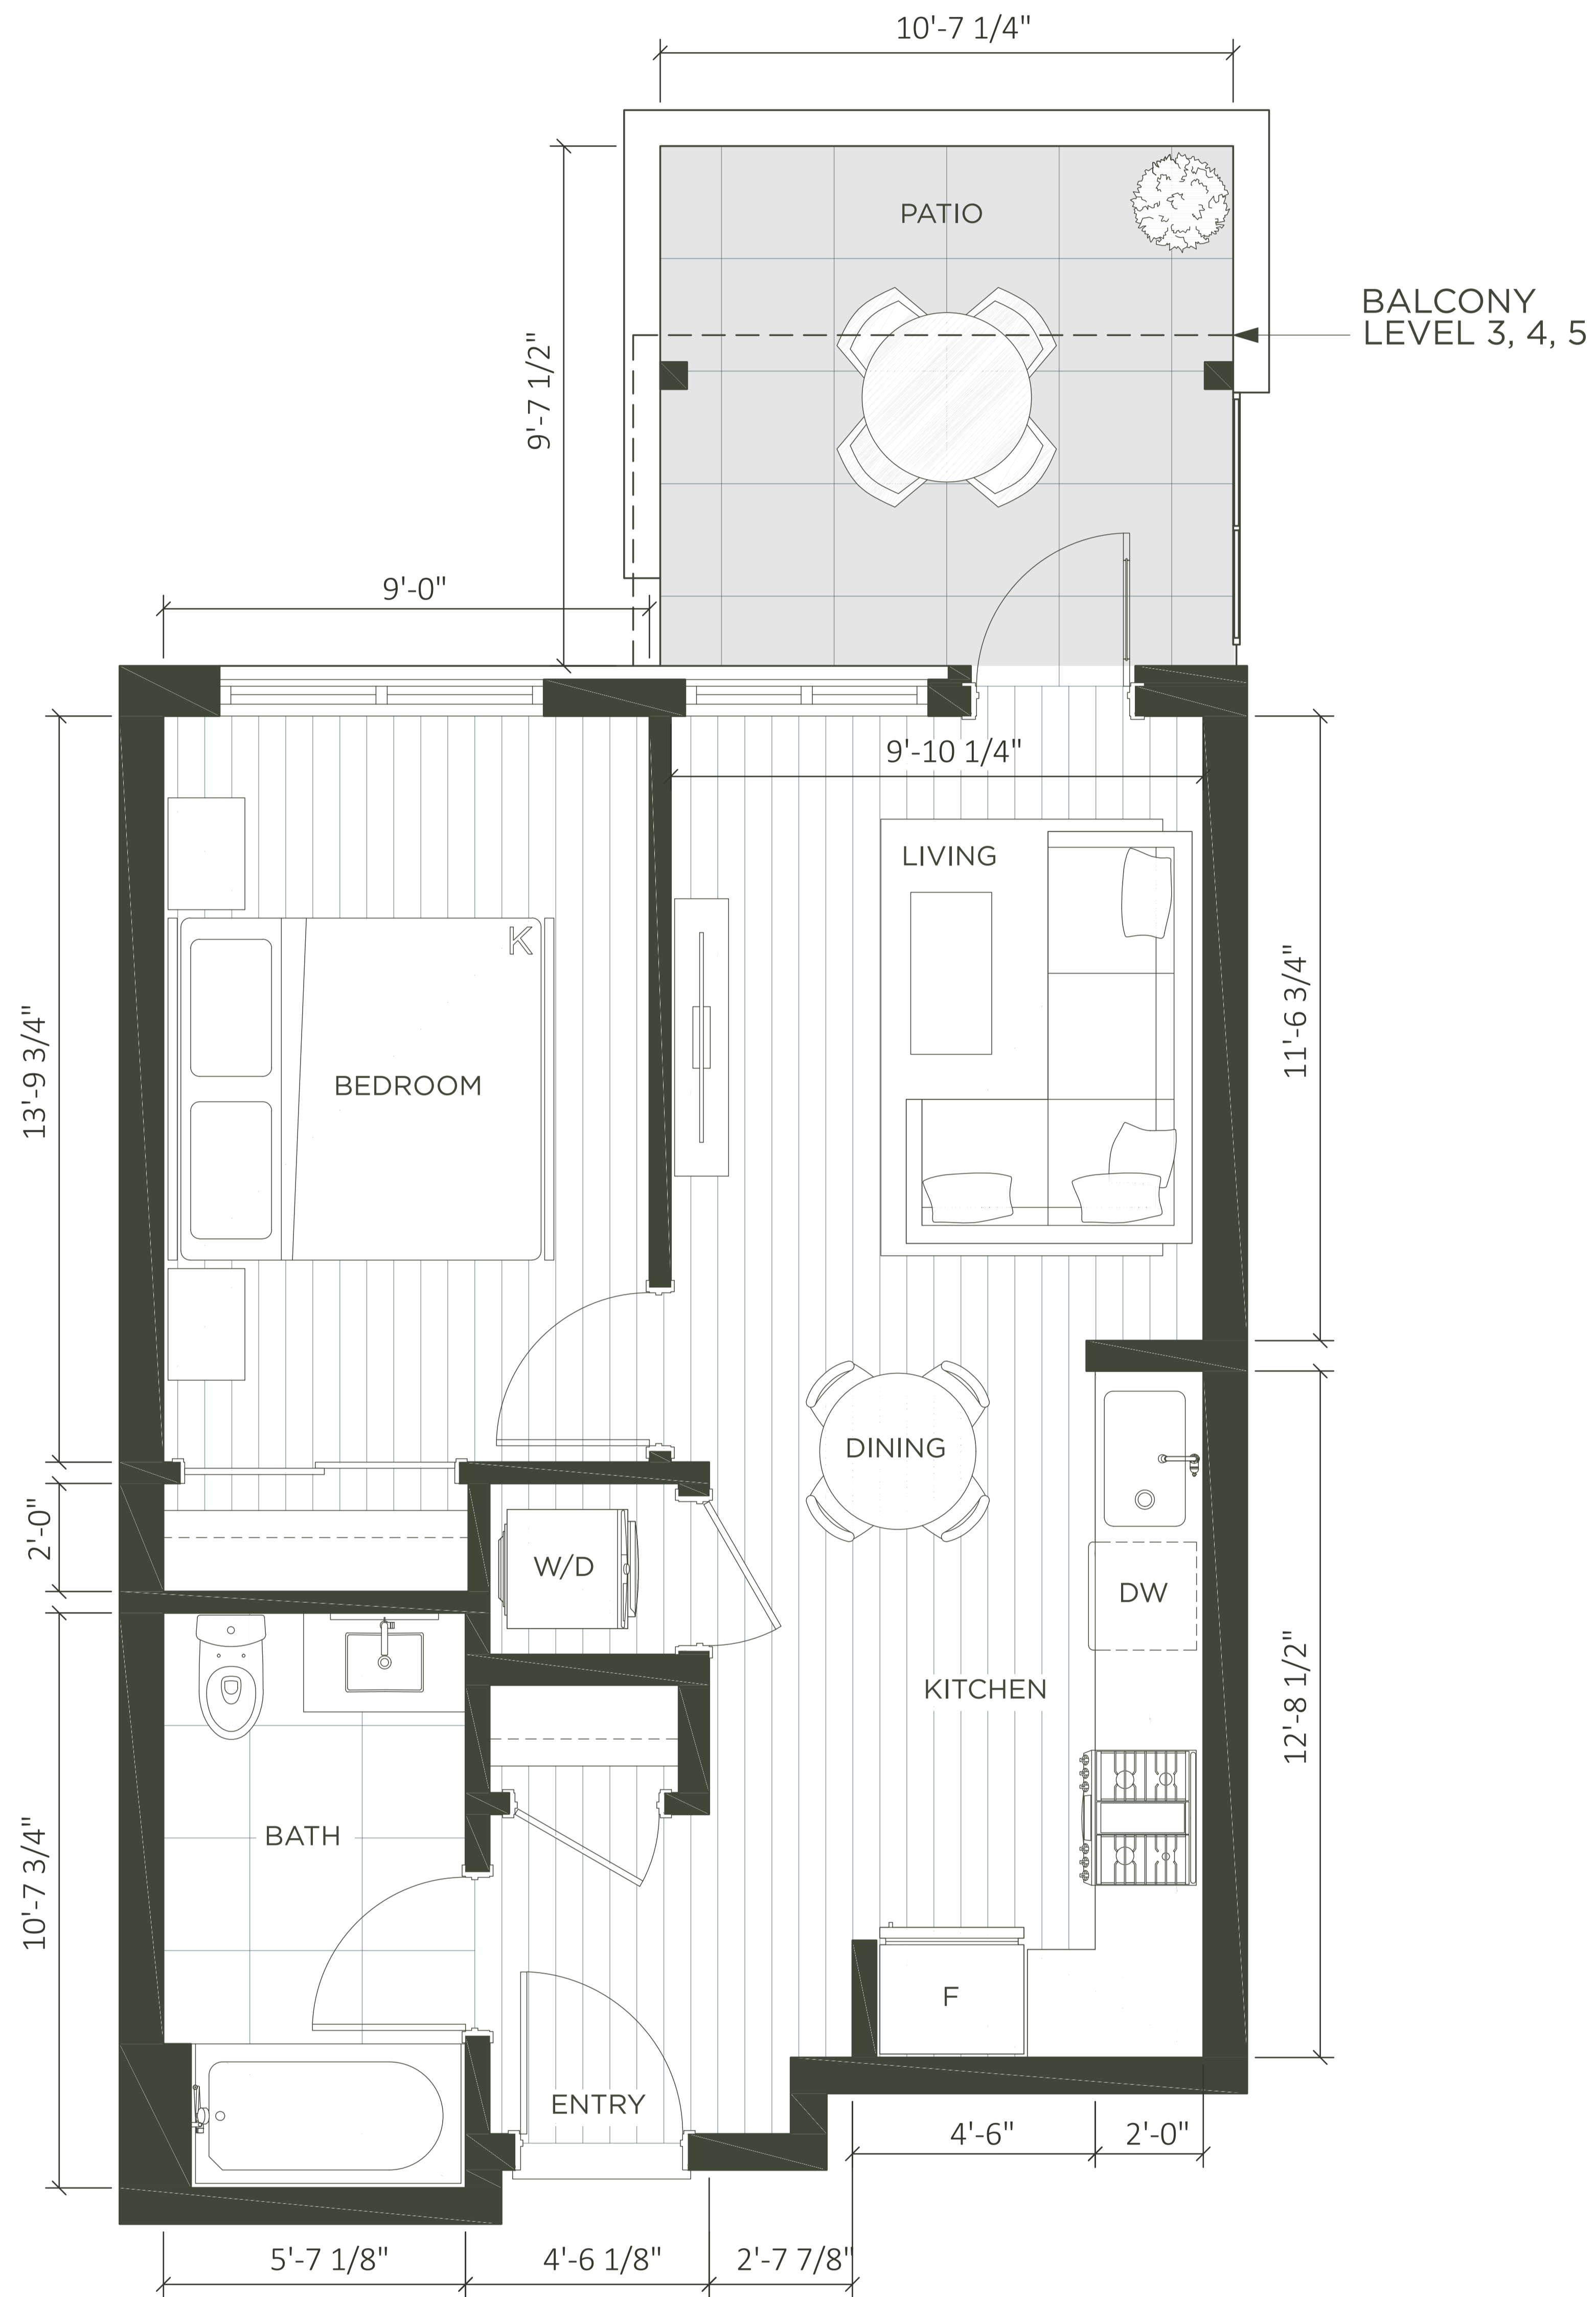 10'-7 1/4"
PATIO
BALCONY
LEVEL 3, 4, 5
9'-7 1/2"
9'-0"
9'-10 1/4"
LIVING
K
BEDROOM
13'-9 3/4"
11'-6 3/4"
DINING
2'-0"
W/D
DW
KITCHEN
12'-8 1/2"
BATH
10'-7 3/4"
F
ENTRY
4'-6"
2'-0"
5'-7 1/8"
4'-6 1/8"
2'-7 7/8"